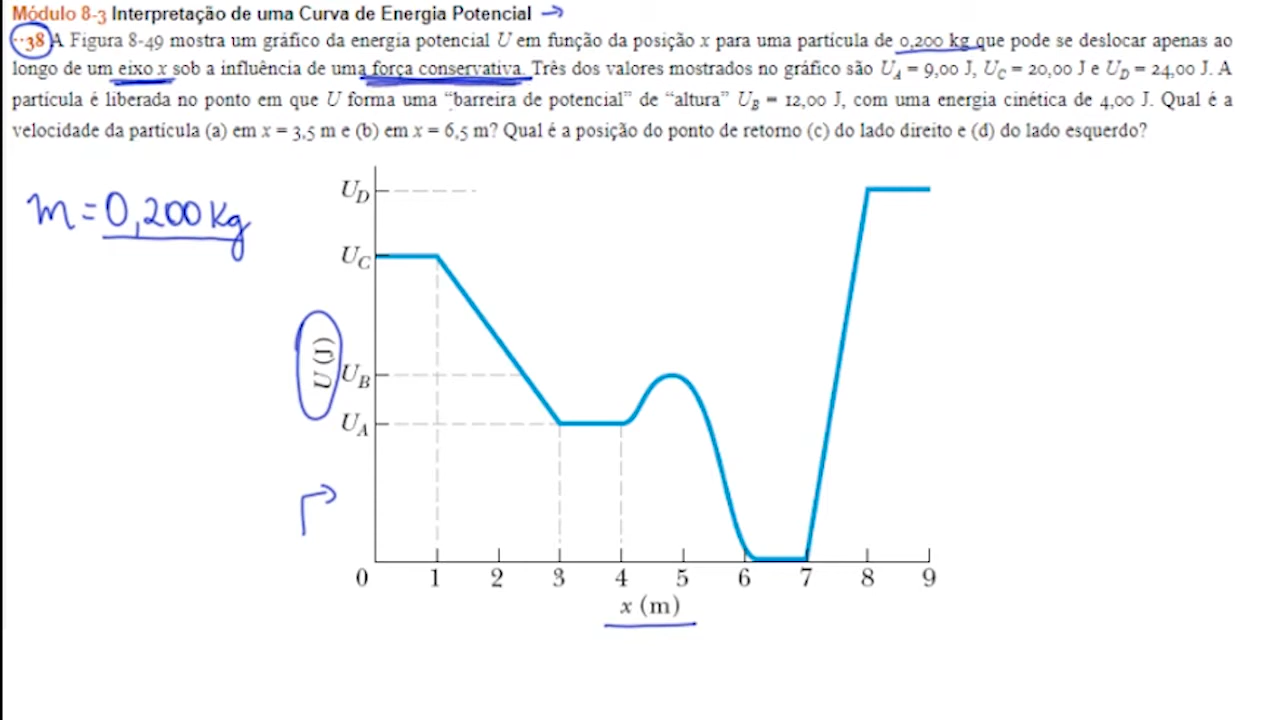 Módulo 8-3 Interpretação de uma Curva de Energia Potencial
··38 A Figura 8-49 mostra um gráfico da energia potencial U em função da posição x para uma partícula de 0,200 kg que pode se deslocar apenas ao
longo de um eixo x sob a influência de uma força conservativa. Três dos valores mostrados no gráfico são U_A = 9,00 J, U_C = 20,00 J e U_D = 24,00 J. A
partícula é liberada no ponto em que U forma uma “barreira de potencial” de “altura” U_B = 12,00 J, com uma energia cinética de 4,00 J. Qual é a
velocidade da partícula (a) em x = 3,5 m e (b) em x = 6,5 m? Qual é a posição do ponto de retorno (c) do lado direito e (d) do lado esquerdo?
m = 0,200 kg
U_D
U_C
U (J)
U_B
U_A
0 1 2 3 4 5 6 7 8 9
x (m)